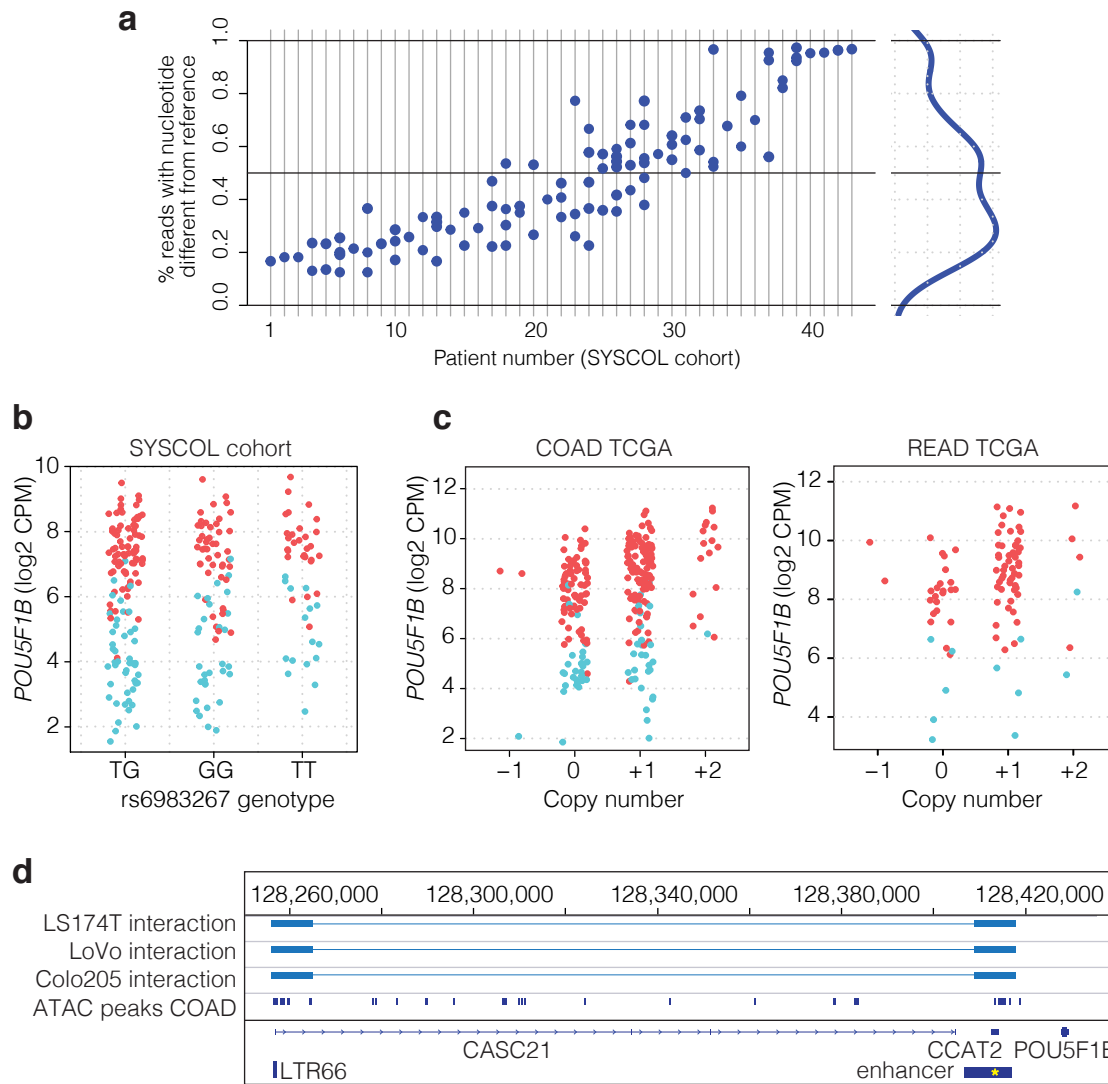 a
% reads with nucleotide
different from reference
1.0
0.8
0.6
0.4
0.2
0.0
1 10 20 30 40
Patient number (SYSCOL cohort)
b
SYSCOL cohort
POU5F1B (log2 CPM)
10
8
6
4
2
TG GG TT
rs6983267 genotype
c
COAD TCGA
POU5F1B (log2 CPM)
12
10
8
6
4
2
−1 0 +1 +2
Copy number
READ TCGA
POU5F1B (log2 CPM)
12
10
8
6
4
−1 0 +1 +2
Copy number
d
128,260,000 128,300,000 128,340,000 128,380,000 128,420,000
LS174T interaction
LoVo interaction
Colo205 interaction
ATAC peaks COAD
CASC21 CCAT2 POU5F1B
LTR66 enhancer *